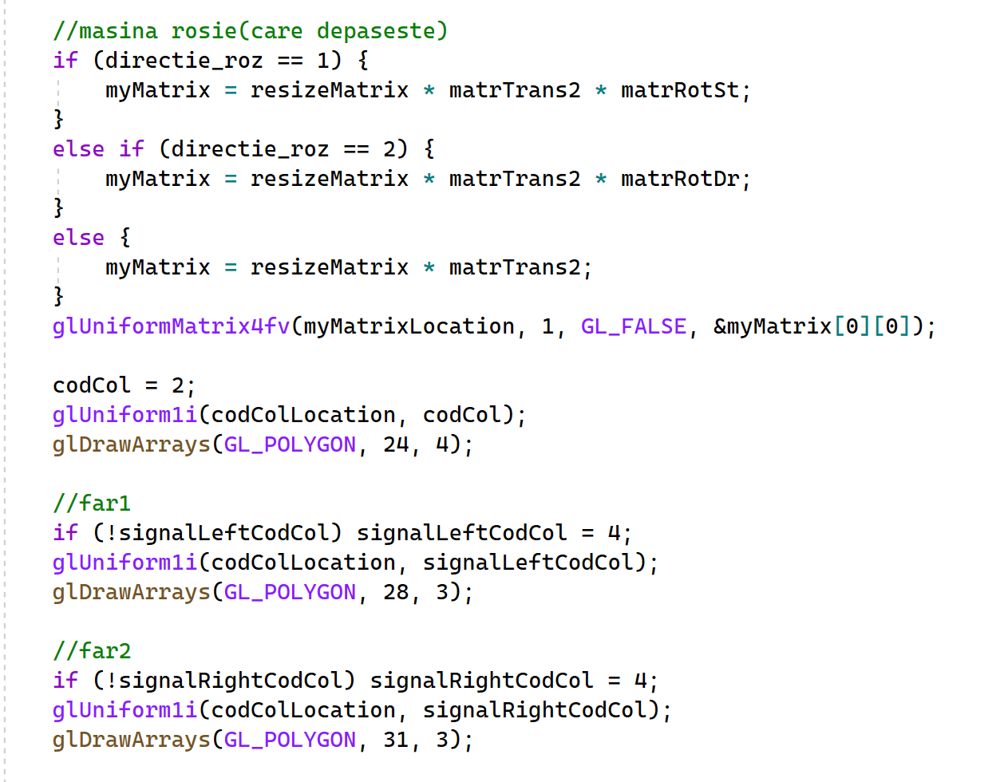 //masina rosie(care depaseste)
if (directie_roz == 1) {
    myMatrix = resizeMatrix * matrTrans2 * matrRotSt;
}
else if (directie_roz == 2) {
    myMatrix = resizeMatrix * matrTrans2 * matrRotDr;
}
else {
    myMatrix = resizeMatrix * matrTrans2;
}
glUniformMatrix4fv(myMatrixLocation, 1, GL_FALSE, &myMatrix[0][0]);

codCol = 2;
glUniform1i(codColLocation, codCol);
glDrawArrays(GL_POLYGON, 24, 4);

//far1
if (!signalLeftCodCol) signalLeftCodCol = 4;
glUniform1i(codColLocation, signalLeftCodCol);
glDrawArrays(GL_POLYGON, 28, 3);

//far2
if (!signalRightCodCol) signalRightCodCol = 4;
glUniform1i(codColLocation, signalRightCodCol);
glDrawArrays(GL_POLYGON, 31, 3);